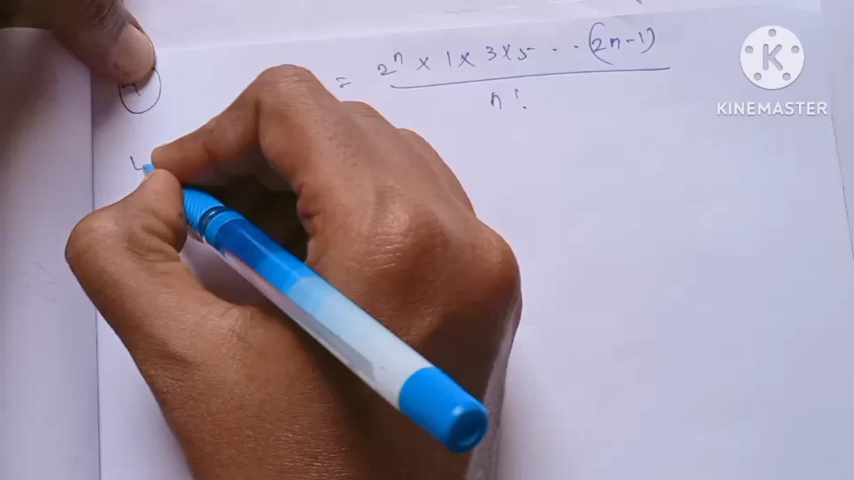 = 2ⁿ × 1 × 3 × 5 ... (2n-1)
n!
KINEMASTER